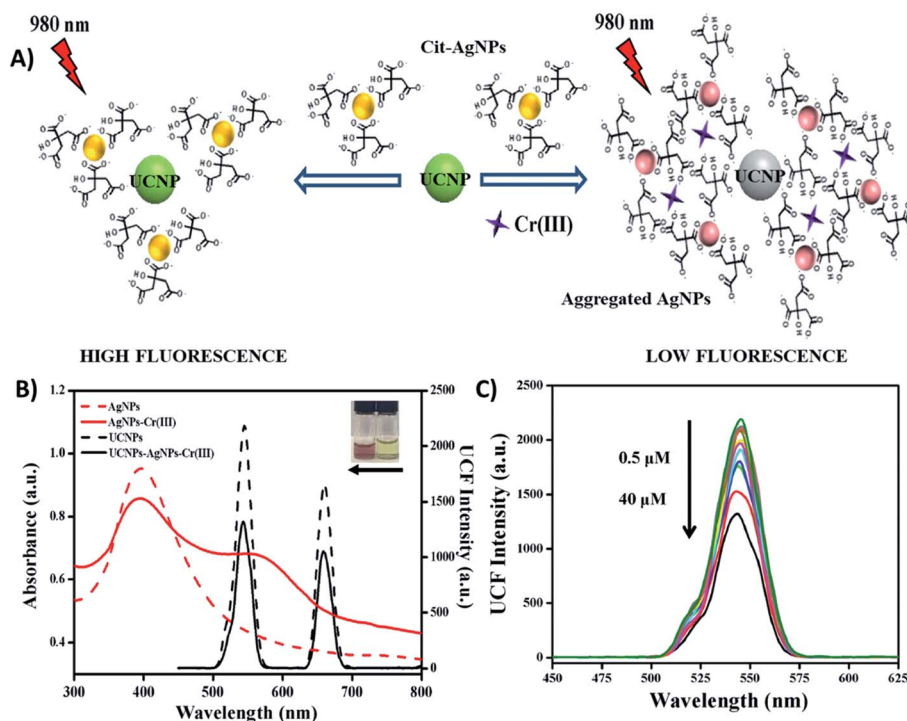 A)
980 nm
Cit-AgNPs
980 nm
UCNP
UCNP
UCNP
Cr(III)
Aggregated AgNPs
HIGH FLUORESCENCE
LOW FLUORESCENCE
B)
AgNPs
AgNPs-Cr(III)
UCNPs
UCNPs-AgNPs-Cr(III)
Absorbance (a.u.)
1.2
1.0
0.8
0.6
0.4
300 400 500 600 700 800
Wavelength (nm)
2500
2000
1500
1000
500
0
UCF Intensity (a.u.)
C)
UCF Intensity (a.u.)
2500
2000
1500
1000
500
0
0.5 µM
40 µM
450 475 500 525 550 575 600 625
Wavelength (nm)